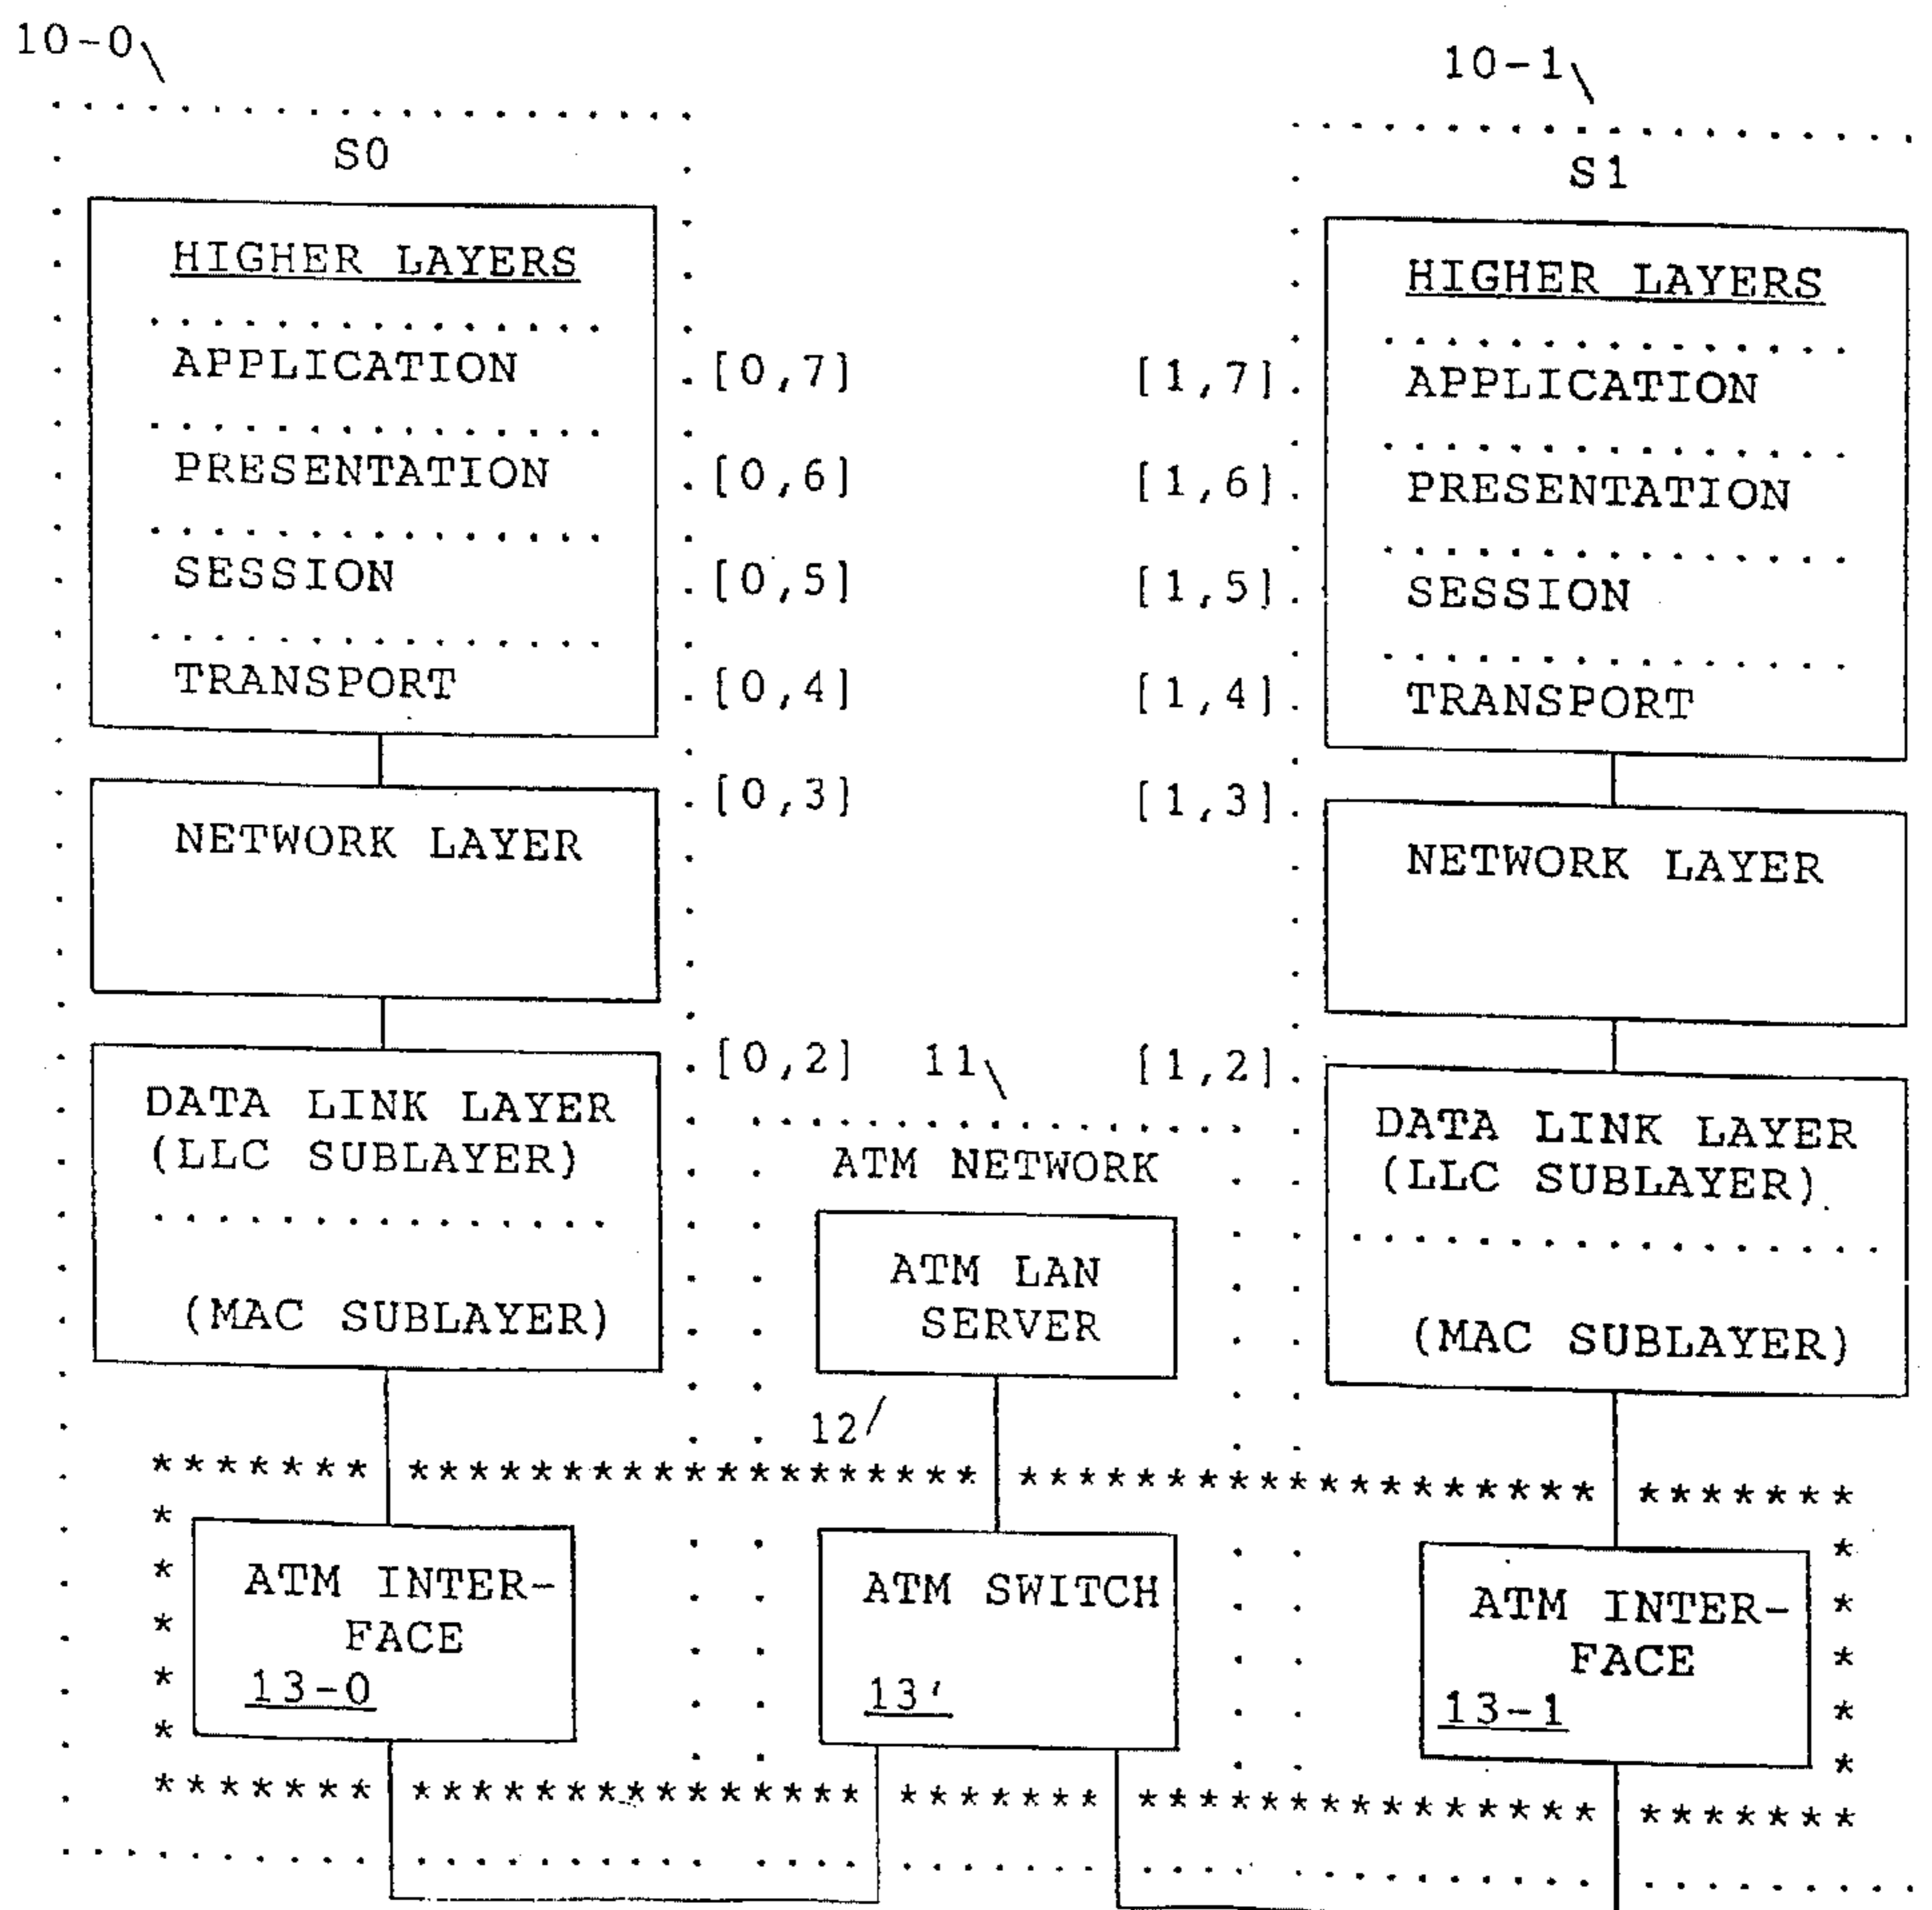 10-0
S0
HIGHER LAYERS
APPLICATION
PRESENTATION
SESSION
TRANSPORT
[0,7]
[0,6]
[0,5]
[0,4]
[0,3]
NETWORK LAYER
[0,2]
DATA LINK LAYER
(LLC SUBLAYER)
(MAC SUBLAYER)
ATM INTER-
FACE
13-0
11
ATM NETWORK
ATM LAN
SERVER
12
ATM SWITCH
13'
10-1
S1
HIGHER LAYERS
[1,7]
[1,6]
[1,5]
[1,4]
[1,3]
APPLICATION
PRESENTATION
SESSION
TRANSPORT
NETWORK LAYER
[1,2]
DATA LINK LAYER
(LLC SUBLAYER)
(MAC SUBLAYER)
ATM INTER-
FACE
13-1